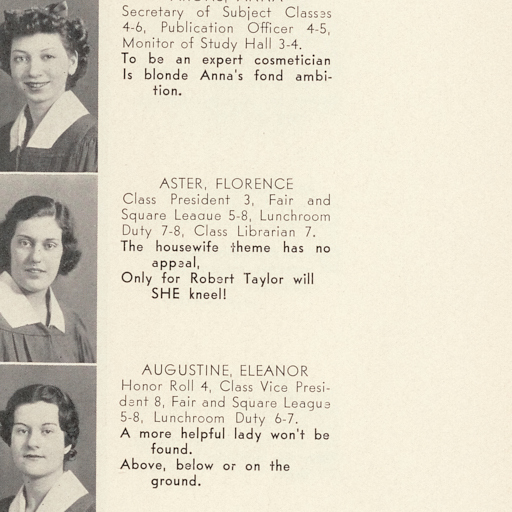 Secretary of Subject Classes
4-6, Publication Officer 4-5,
Monitor of Study Hall 3-4.
To be an expert cosmetician
Is blonde Anna's fond ambi-
tion.
ASTER, FLORENCE
Class President 3, Fair and
Square League 5-8, Lunchroom
Duty 7-8, Class Librarian 7.
The housewife theme has no
appeal,
Only for Robert Taylor will
SHE kneel!
AUGUSTINE, ELEANOR
Honor Roll 4, Class Vice Presi-
dent 8, Fair and Square League
5-8, Lunchroom Duty 6-7.
A more helpful lady won't be
found.
Above, below or on the
ground.